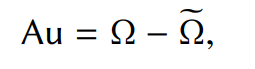 Au = Ω − Ω̃,